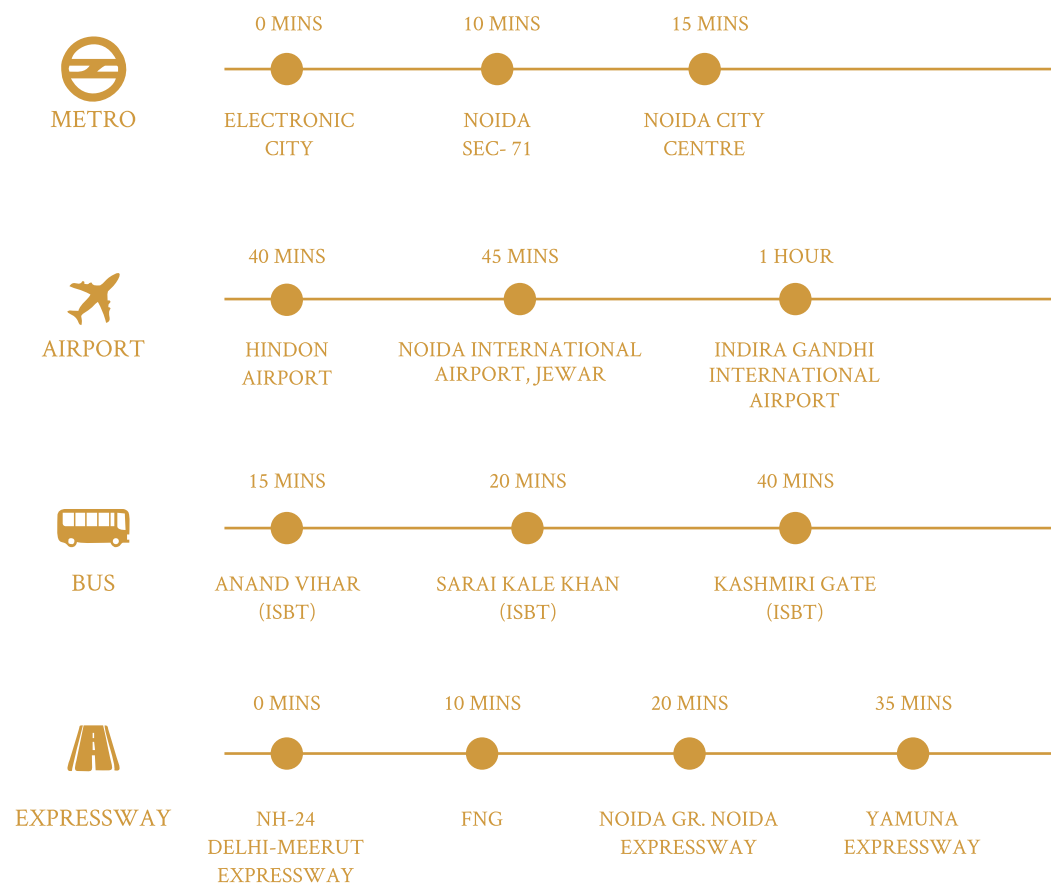 0 MINS 10 MINS 15 MINS
METRO
ELECTRONIC CITY
NOIDA SEC- 71
NOIDA CITY CENTRE
40 MINS 45 MINS 1 HOUR
AIRPORT
HINDON AIRPORT
NOIDA INTERNATIONAL AIRPORT, JEWAR
INDIRA GANDHI INTERNATIONAL AIRPORT
15 MINS 20 MINS 40 MINS
BUS
ANAND VIHAR (ISBT)
SARAI KALE KHAN (ISBT)
KASHMIRI GATE (ISBT)
0 MINS 10 MINS 20 MINS 35 MINS
EXPRESSWAY
NH-24 DELHI-MEERUT EXPRESSWAY
FNG
NOIDA GR. NOIDA EXPRESSWAY
YAMUNA EXPRESSWAY